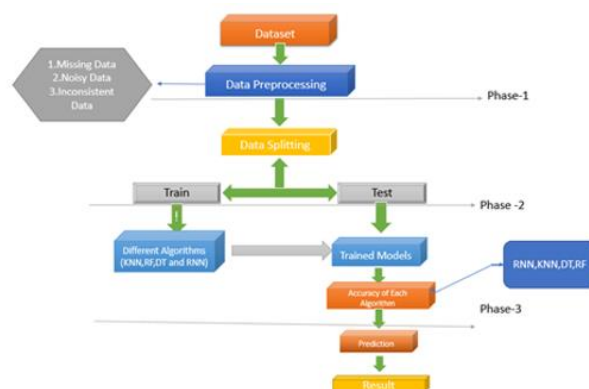 Dataset
1.Missing Data
2.Noisy Data
3.Inconsistent
Data
Data Preprocessing
Phase-1
Data Splitting
Train
Test
Phase -2
Different Algorithms
(KNN,RF,DT and RNN)
Trained Models
RNN,KNN,DT,RF
Accuracy of Each
Algorithm
Phase-3
Prediction
Result